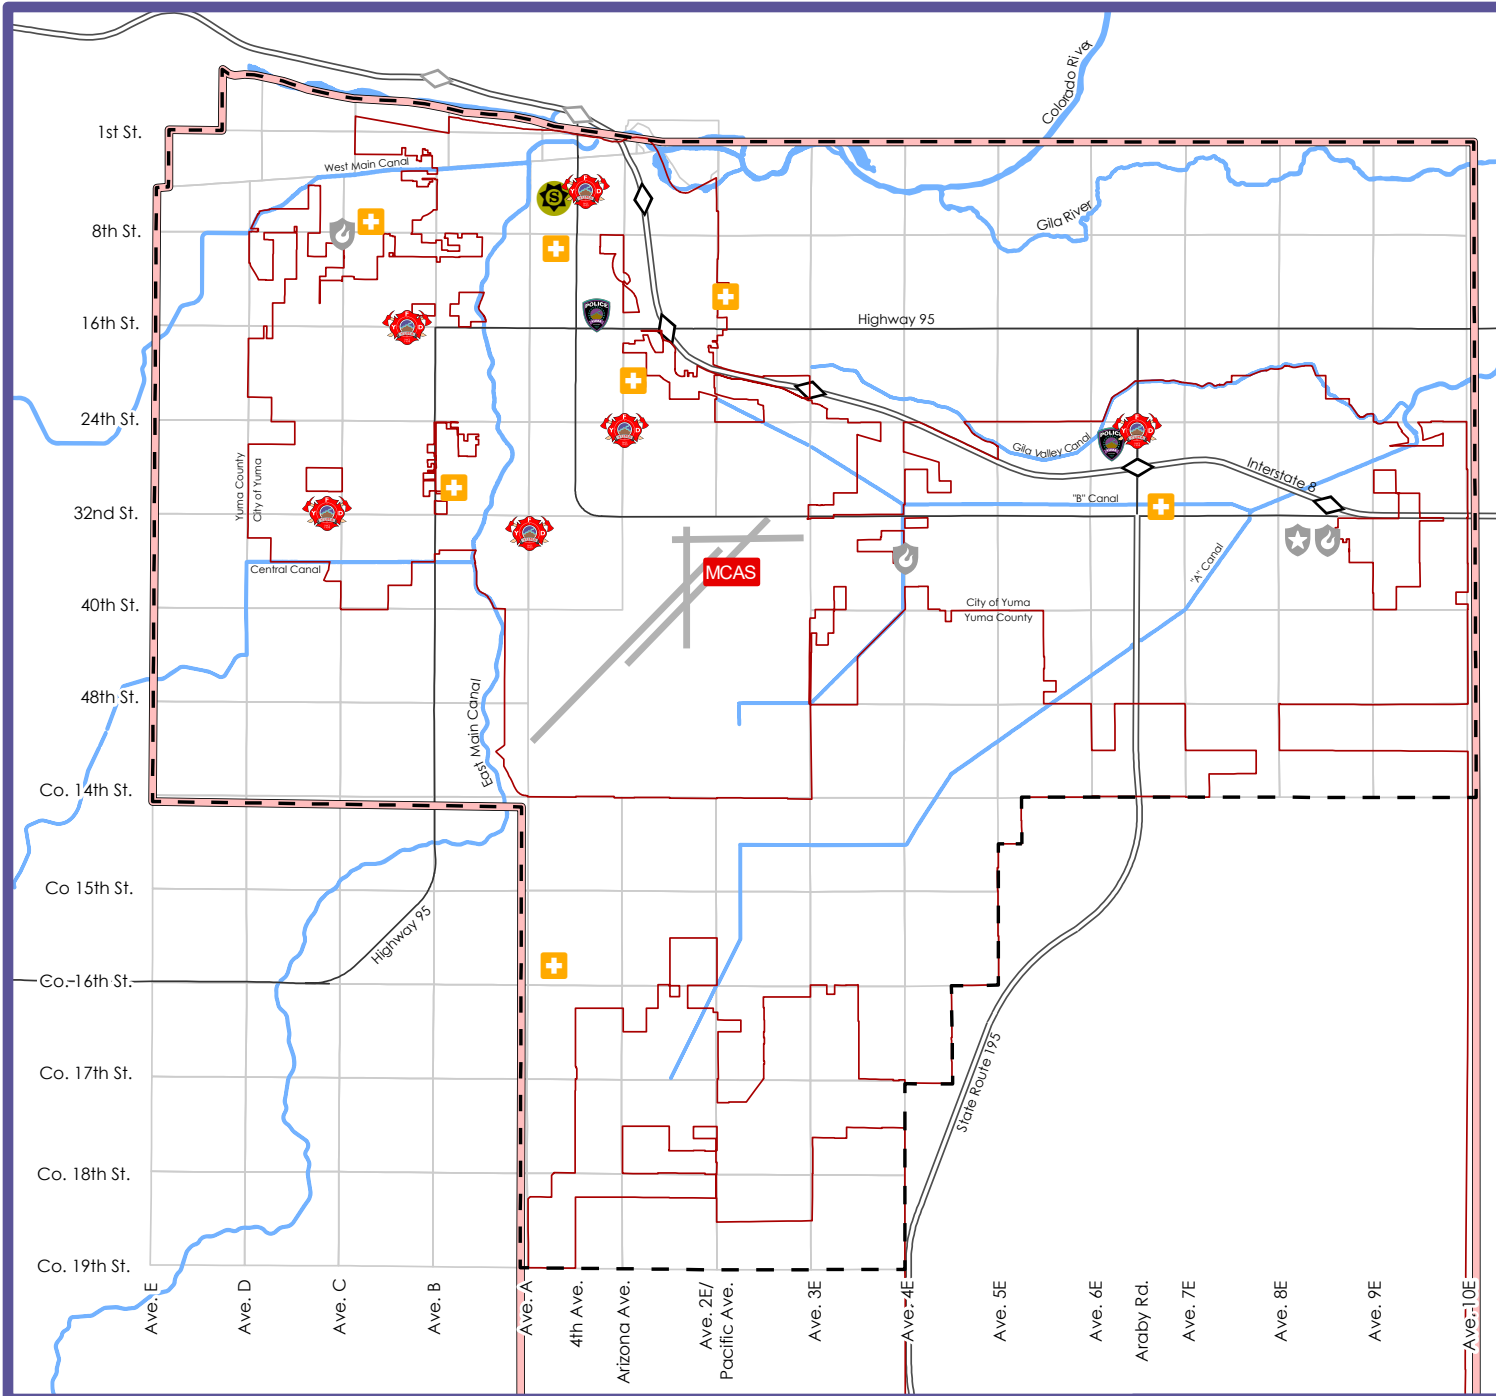 Colorado River
1st St.
West Main Canal
S
Y F D
8th St.
Gila River
POLICE
16th St.
Y F D
Highway 95
24th St.
Y F D
Gila Valley Canal
POLICE
Y F D
Yuma County
City of Yuma
Interstate 8
"B" Canal
32nd St.
Y F D
Y F D
MCAS
Central Canal
"A" Canal
40th St.
City of Yuma
Yuma County
48th St.
East Main Canal
Co. 14th St.
Co 15th St.
Highway 95
Co. 16th St.
State Route 195
Co. 17th St.
Co. 18th St.
Co. 19th St.
Ave. E
Ave. D
Ave. C
Ave. B
Ave. A
4th Ave.
Arizona Ave.
Ave. 2E/
Pacific Ave.
Ave. 3E
Ave. 4E
Ave. 5E
Ave. 6E
Araby Rd.
Ave. 7E
Ave. 8E
Ave. 9E
Ave. 10E